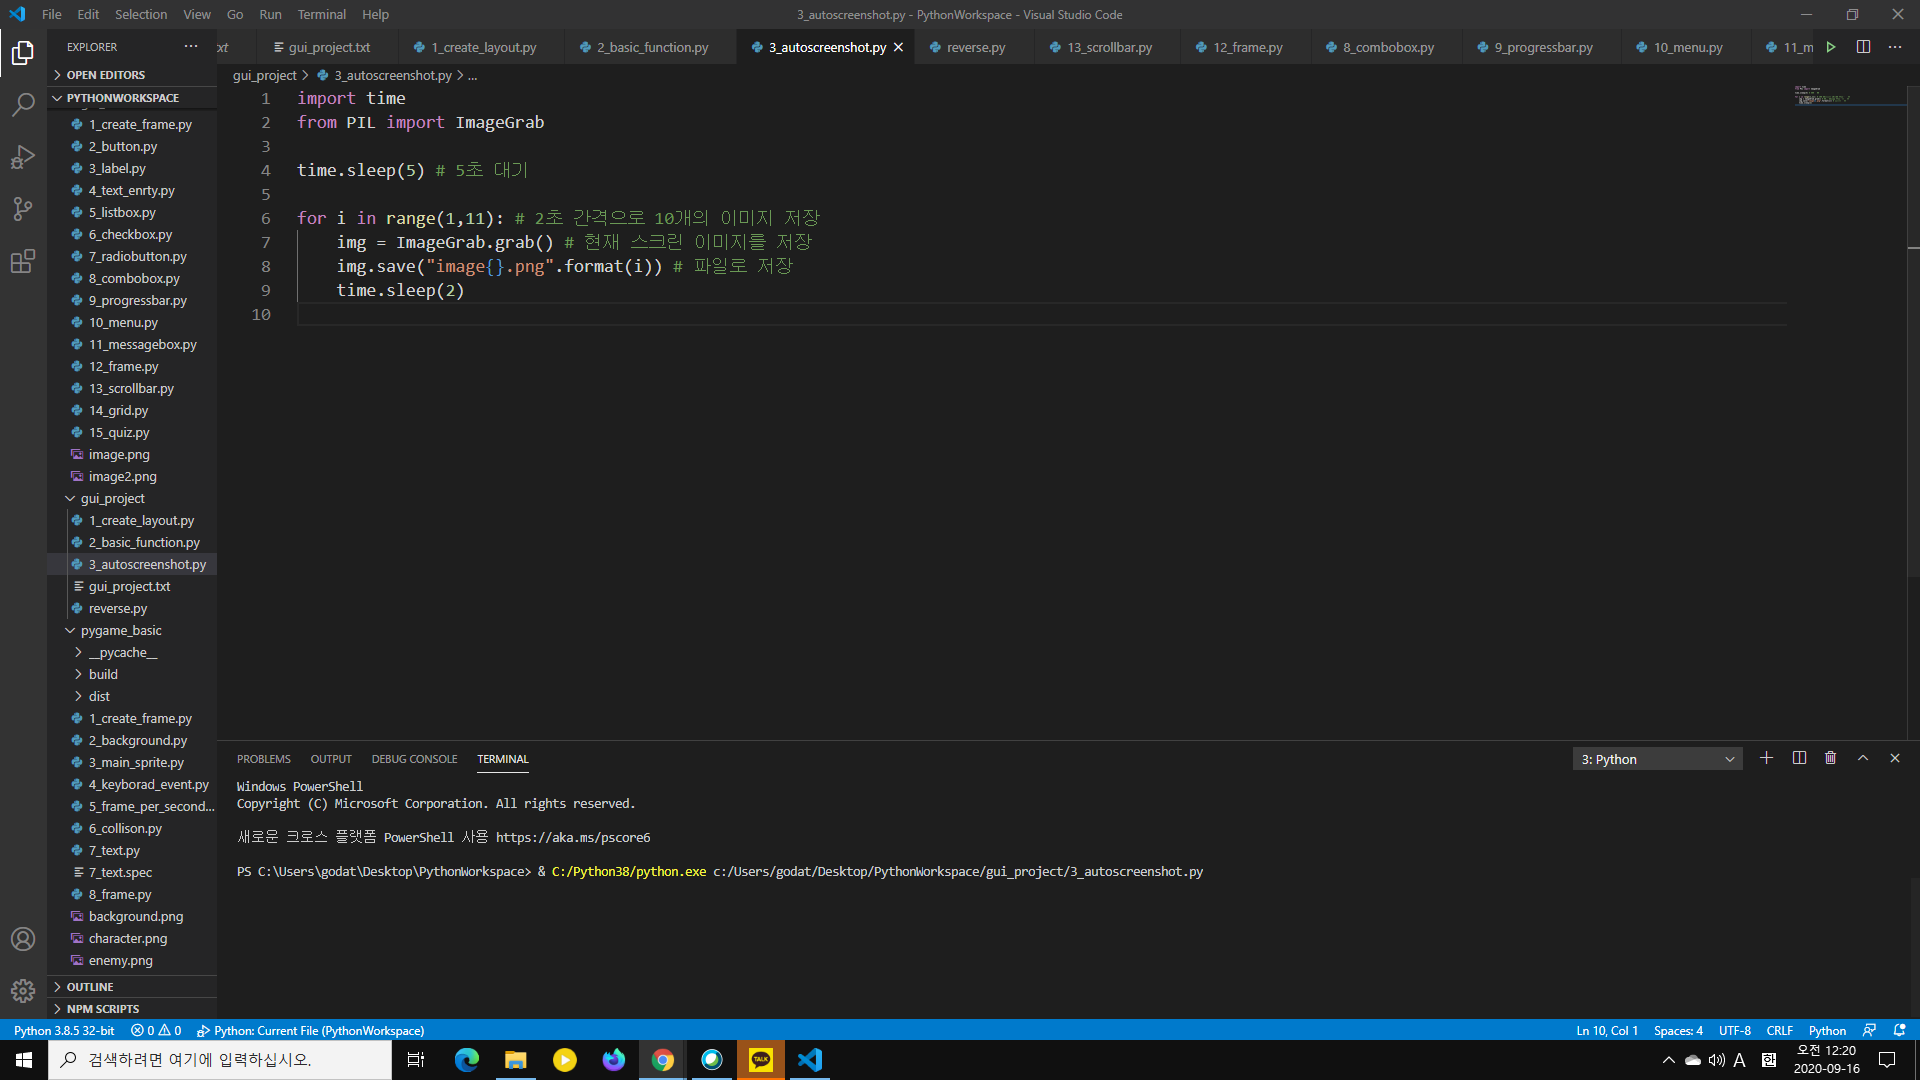 File Edit Selection View Go Run Terminal Help
3_autoscreenshot.py - PythonWorkspace - Visual Studio Code
EXPLORER
OPEN EDITORS
PYTHONWORKSPACE
1_create_frame.py
2_button.py
3_label.py
4_text_enrty.py
5_listbox.py
6_checkbox.py
7_radiobutton.py
8_combobox.py
9_progressbar.py
10_menu.py
11_messagebox.py
12_frame.py
13_scrollbar.py
14_grid.py
15_quiz.py
image.png
image2.png
gui_project
1_create_layout.py
2_basic_function.py
3_autoscreenshot.py
gui_project.txt
reverse.py
pygame_basic
__pycache__
build
dist
1_create_frame.py
2_background.py
3_main_sprite.py
4_keyborad_event.py
5_frame_per_second...
6_collison.py
7_text.py
7_text.spec
8_frame.py
background.png
character.png
enemy.png
OUTLINE
NPM SCRIPTS
gui_project.txt 1_create_layout.py 2_basic_function.py 3_autoscreenshot.py reverse.py 13_scrollbar.py 12_frame.py 8_combobox.py 9_progressbar.py 10_menu.py 11_m
gui_project > 3_autoscreenshot.py > ...
1 import time
2 from PIL import ImageGrab
3
4 time.sleep(5) # 5초 대기
5
6 for i in range(1,11): # 2초 간격으로 10개의 이미지 저장
7 img = ImageGrab.grab() # 현재 스크린 이미지를 저장
8 img.save("image{}.png".format(i)) # 파일로 저장
9 time.sleep(2)
10
PROBLEMS OUTPUT DEBUG CONSOLE TERMINAL
3: Python
Windows PowerShell
Copyright (C) Microsoft Corporation. All rights reserved.
새로운 크로스 플랫폼 PowerShell 사용 https://aka.ms/pscore6
PS C:\Users\godat\Desktop\PythonWorkspace> & C:/Python38/python.exe c:/Users/godat/Desktop/PythonWorkspace/gui_project/3_autoscreenshot.py
Python 3.8.5 32-bit 0 0 Python: Current File (PythonWorkspace)
Ln 10, Col 1 Spaces: 4 UTF-8 CRLF Python
검색하려면 여기에 입력하십시오.
TALK
A 한
오전 12:20
2020-09-16